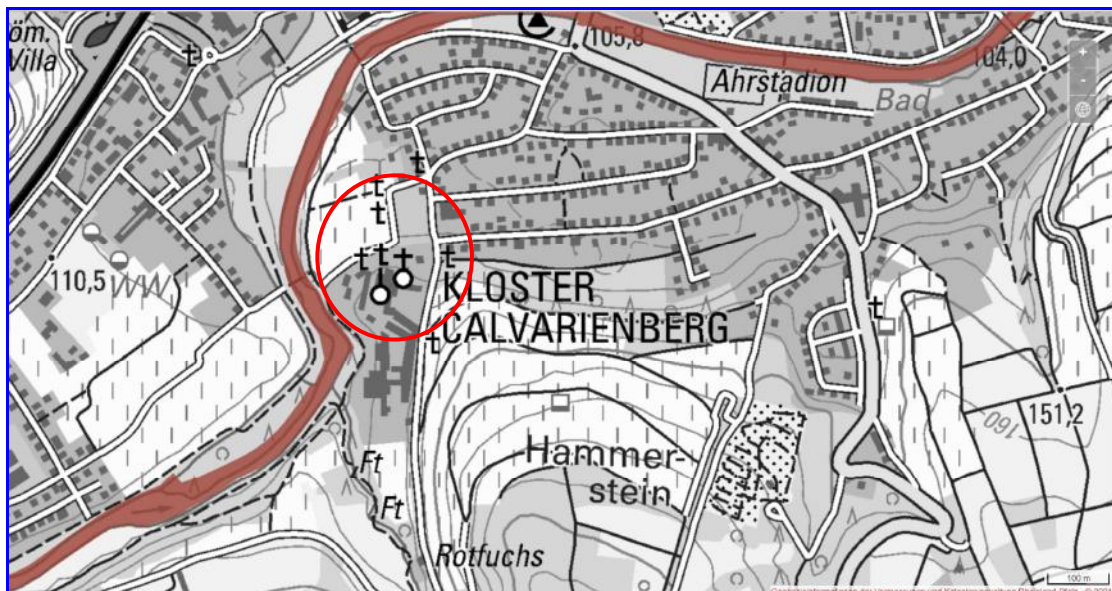 öm.
Villa
105,8
104,0
Ahrstadion
Bad
110,5
WW
KLOSTER
CALVARIENBERG
151,2
160
Hammer-
stein
Ft
Ft
Rotfuchs
100 m